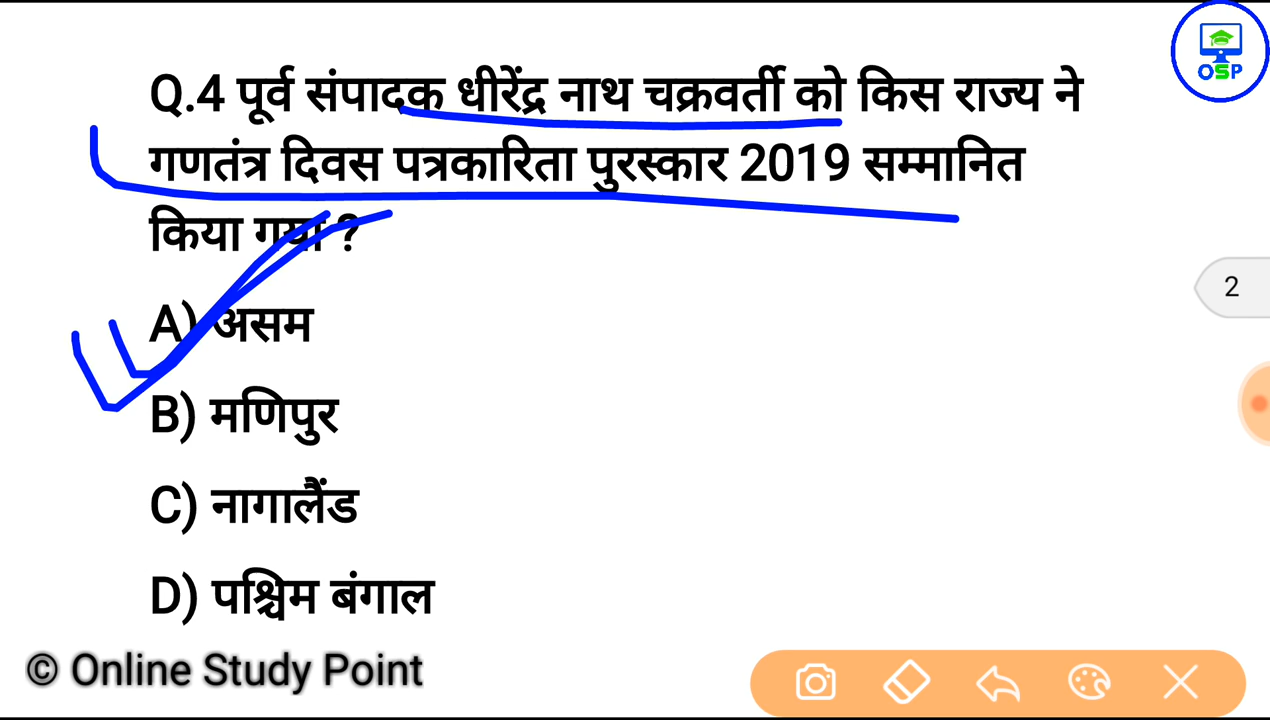 OSP
Q.4 पूर्व संपादक धीरेंद्र नाथ चक्रवर्ती को किस राज्य ने
गणतंत्र दिवस पत्रकारिता पुरस्कार 2019 सम्मानित
किया गया ?
2
A) असम
B) मणिपुर
C) नागालैंड
D) पश्चिम बंगाल
© Online Study Point